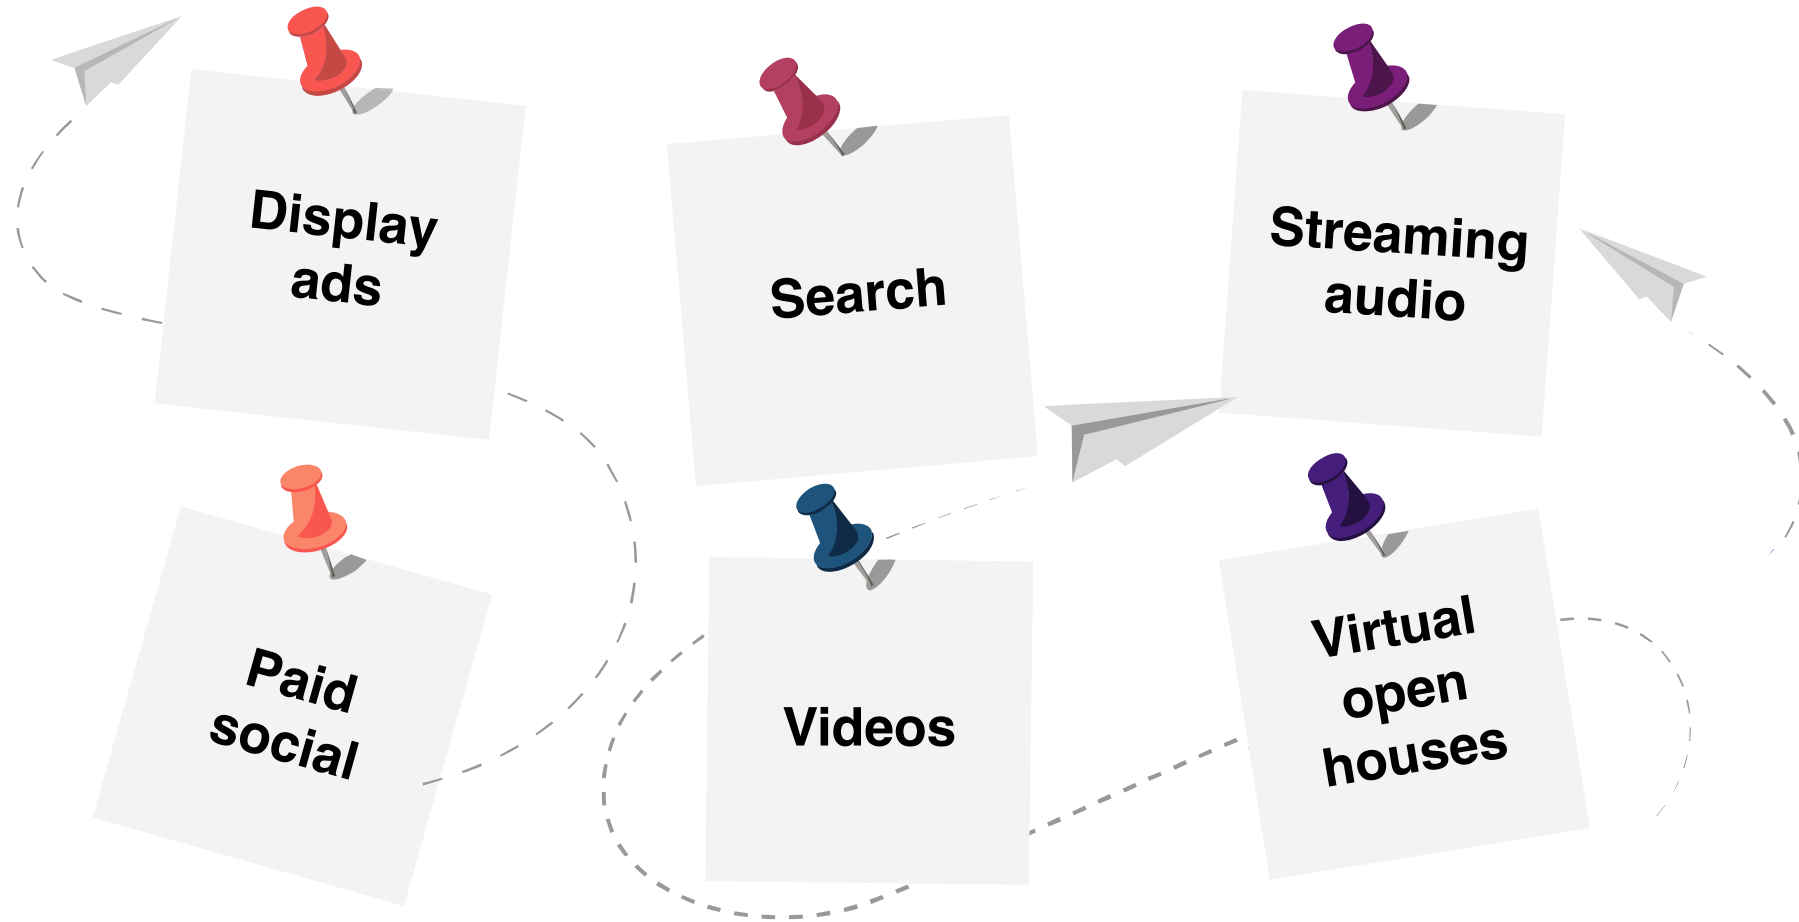 Display
ads
Search
Streaming
audio
Paid
social
Videos
Virtual
open
houses